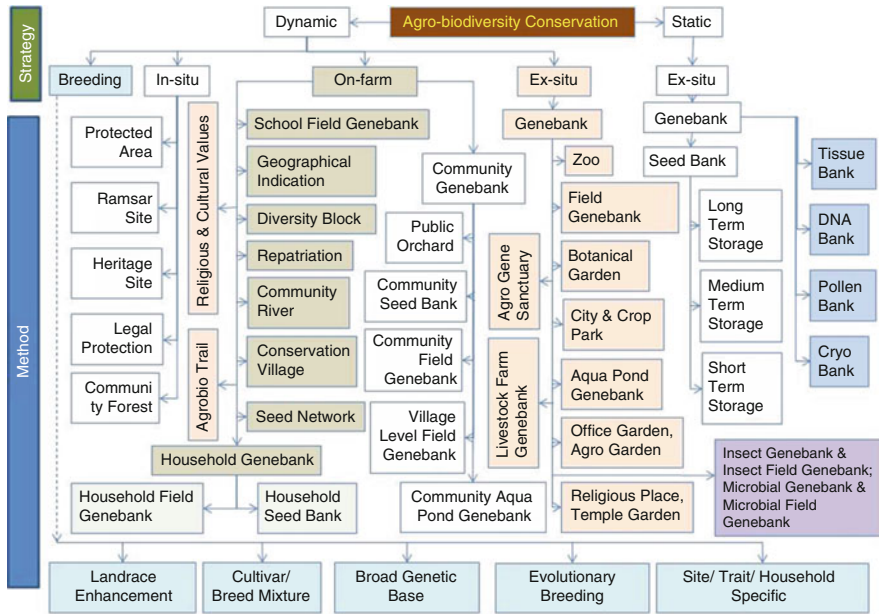 Strategy
Method
Dynamic
Agro-biodiversity Conservation
Static
Breeding
In-situ
On-farm
Ex-situ
Ex-situ
Protected
Area
Ramsar
Site
Heritage
Site
Legal
Protection
Communi
ty Forest
Religious & Cultural Values
Agrobio Trail
School Field Genebank
Geographical
Indication
Diversity Block
Repatriation
Community
River
Conservation
Village
Seed Network
Household Genebank
Household Field
Genebank
Household
Seed Bank
Community
Genebank
Public
Orchard
Community
Seed Bank
Community
Field
Genebank
Village
Level Field
Genebank
Community Aqua
Pond Genebank
Genebank
Agro Gene
Sanctuary
Livestock Farm
Genebank
Zoo
Field
Genebank
Botanical
Garden
City & Crop
Park
Aqua Pond
Genebank
Office Garden,
Agro Garden
Religious Place,
Temple Garden
Genebank
Seed Bank
Long
Term
Storage
Medium
Term
Storage
Short
Term
Storage
Tissue
Bank
DNA
Bank
Pollen
Bank
Cryo
Bank
Insect Genebank &
Insect Field Genebank;
Microbial Genebank &
Microbial Field
Genebank
Landrace
Enhancement
Cultivar/
Breed Mixture
Broad Genetic
Base
Evolutionary
Breeding
Site/ Trait/ Household
Specific